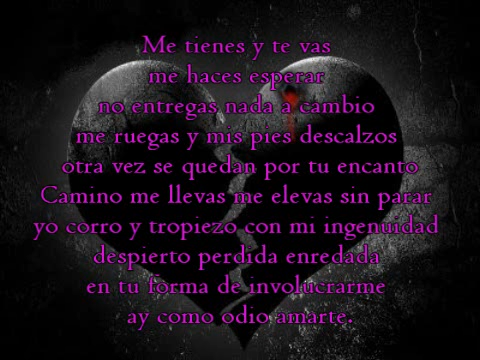 Me tienes y te vas
me haces esperar
no entregas nada a cambio
me ruegas y mis pies descalzos
otra vez se quedan por tu encanto
Camino me llevas me elevas sin parar
yo corro y tropiezo con mi ingenuidad
despierto perdida enredada
en tu forma de involucrarme
ay como odio amarte.